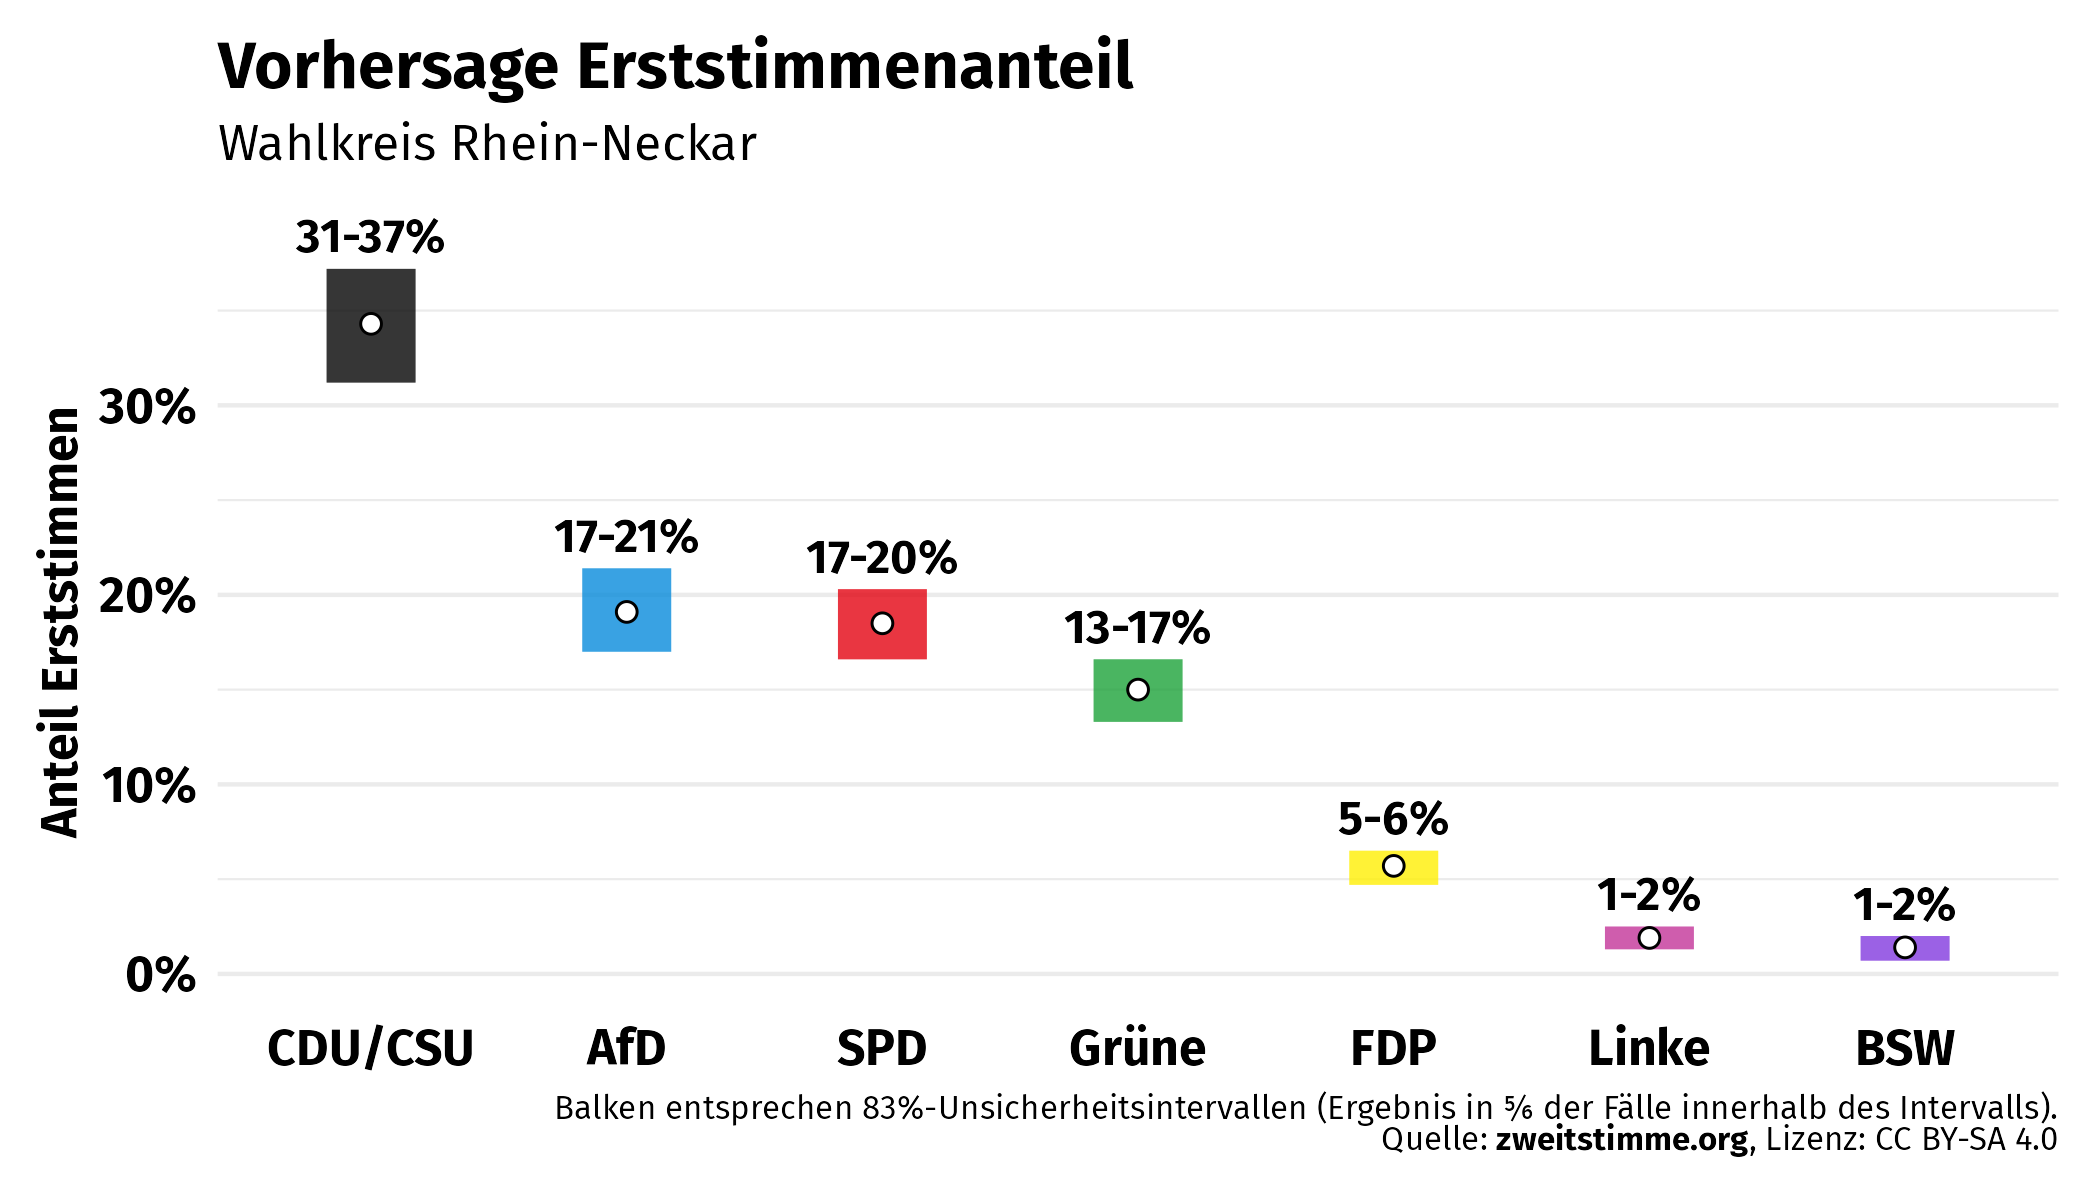 Vorhersage Erststimmenanteil
Wahlkreis Rhein-Neckar
31-37%
17-21%
17-20%
13-17%
5-6%
1-2%
1-2%
Anteil Erststimmen
30%
20%
10%
0%
CDU/CSU AfD SPD Grüne FDP Linke BSW
Balken entsprechen 83%-Unsicherheitsintervallen (Ergebnis in ⅚ der Fälle innerhalb des Intervalls).
Quelle: zweitstimme.org, Lizenz: CC BY-SA 4.0